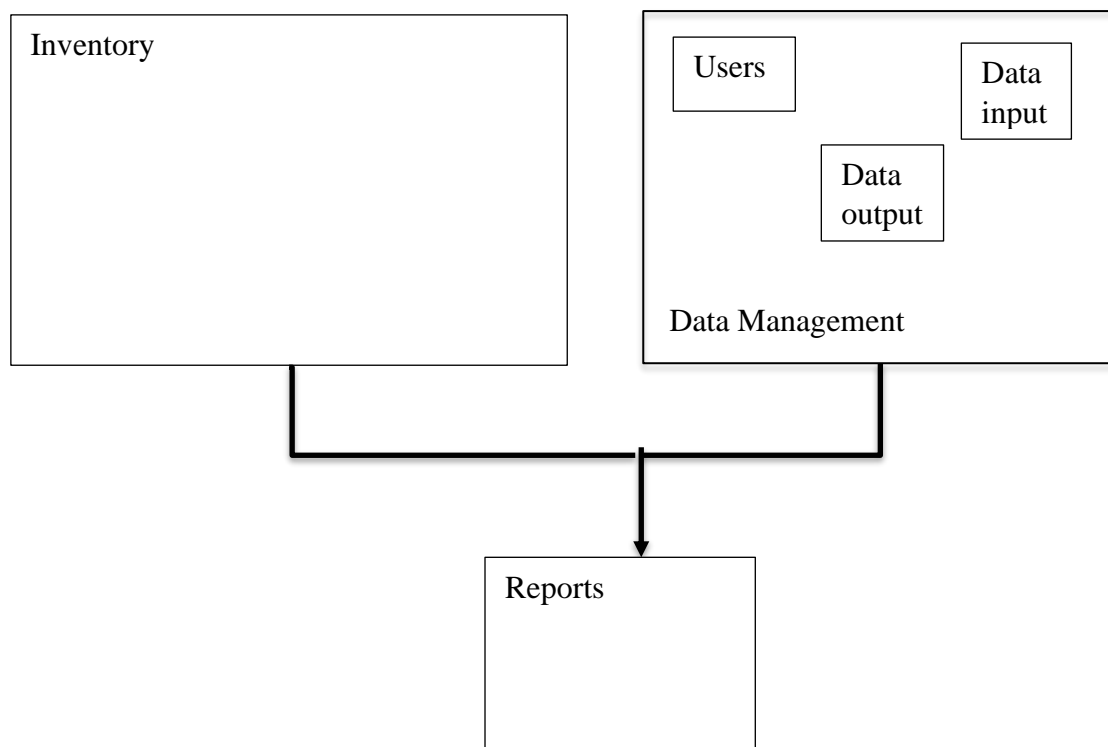 Inventory
Users
Data
input
Data
output
Data Management
Reports